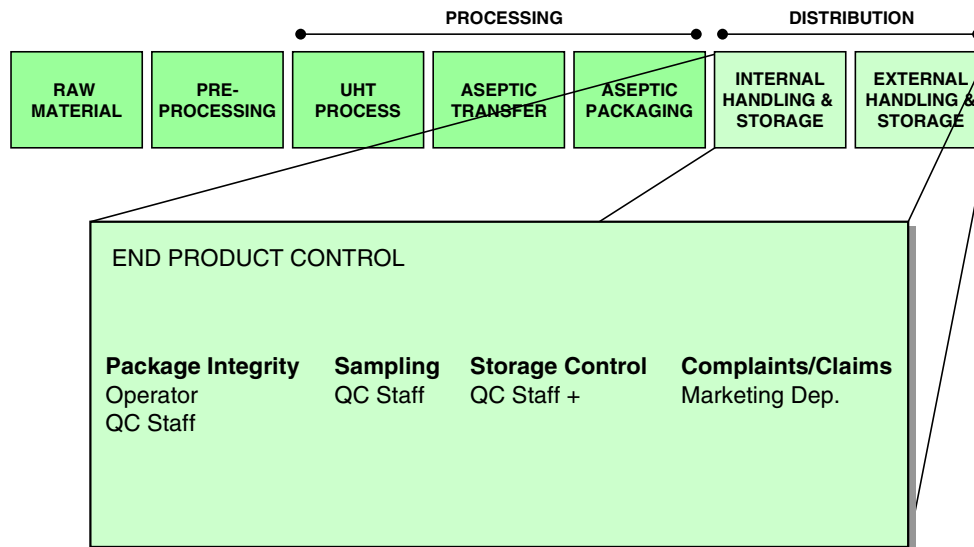 PROCESSING
DISTRIBUTION
RAW
MATERIAL
PRE-
PROCESSING
UHT
PROCESS
ASEPTIC
TRANSFER
ASEPTIC
PACKAGING
INTERNAL
HANDLING &
STORAGE
EXTERNAL
HANDLING &
STORAGE
END PRODUCT CONTROL
Package Integrity
Operator
QC Staff
Sampling
QC Staff
Storage Control
QC Staff +
Complaints/Claims
Marketing Dep.